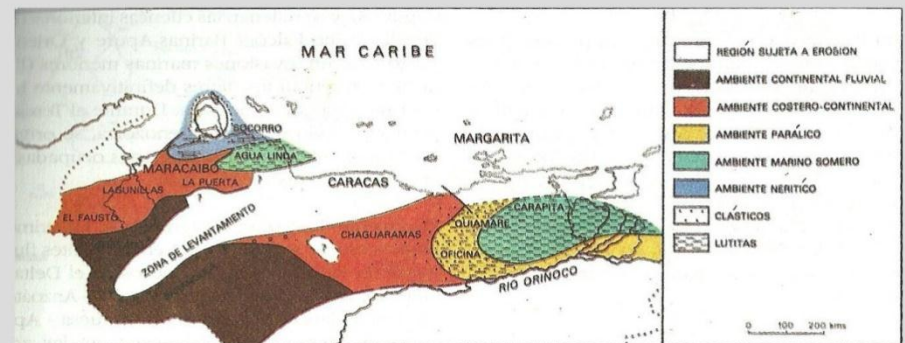 MAR CARIBE
SOCORRO
AGUA LINDA
MARACAIBO
LA PUERTA
LAGUNILLAS
EL FAUSTO
ZONA DE LEVANTAMIENTO
CARACAS
MARGARITA
CHAGUARAMAS
QUIAMARE
OFICINA
CARAPITA
RIO ORINOCO
REGIÓN SUJETA A EROSION
AMBIENTE CONTINENTAL FLUVIAL
AMBIENTE COSTERO-CONTINENTAL
AMBIENTE PARÁLICO
AMBIENTE MARINO SOMERO
AMBIENTE NERITÍCO
CLÁSTICOS
LUTITAS
0 100 200 kms